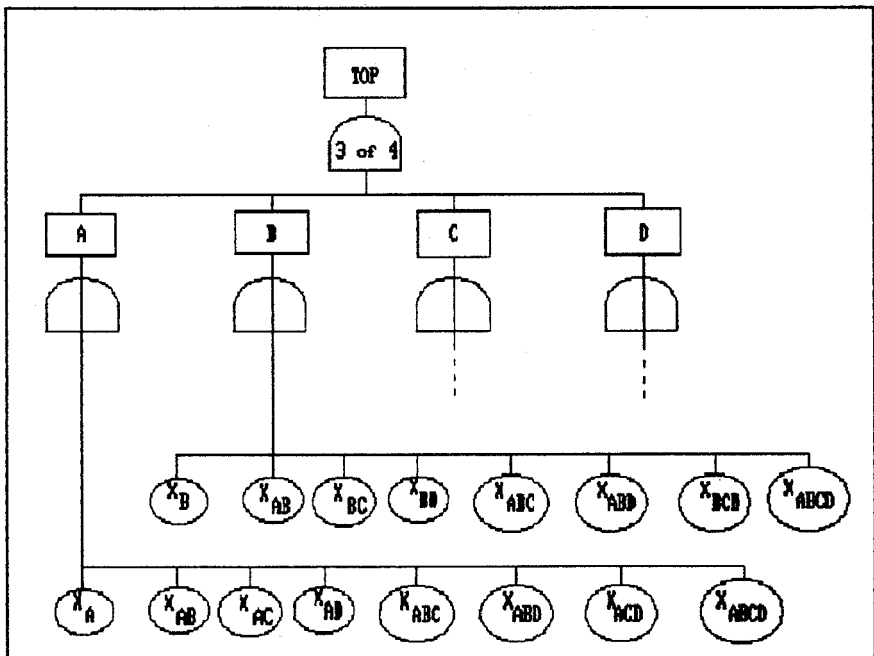 TOP
3 of 4
A B C D
X_B X_AB X_BC X_BD X_ABC X_ABD X_BCD X_ABCD
X_A X_AB X_AC X_AD X_ABC X_ABD X_ACD X_ABCD